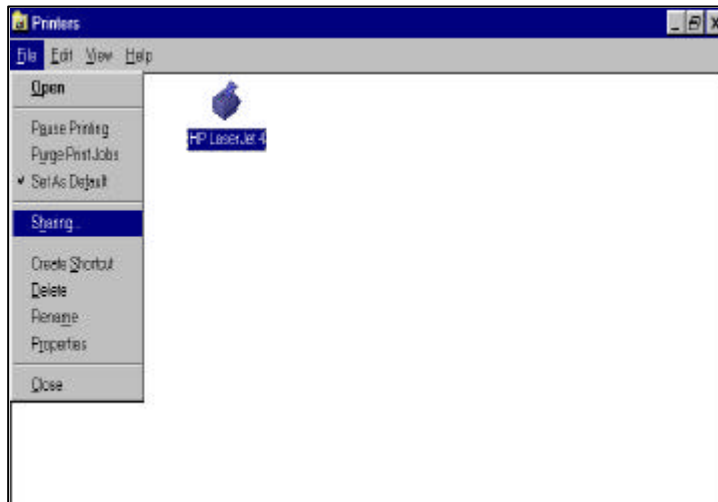 Printers
File Edit View Help
Open
Pause Printing
Purge Print Jobs
Set As Default
Sharing...
Create Shortcut
Delete
Rename
Properties
Close
HP LaserJet 4